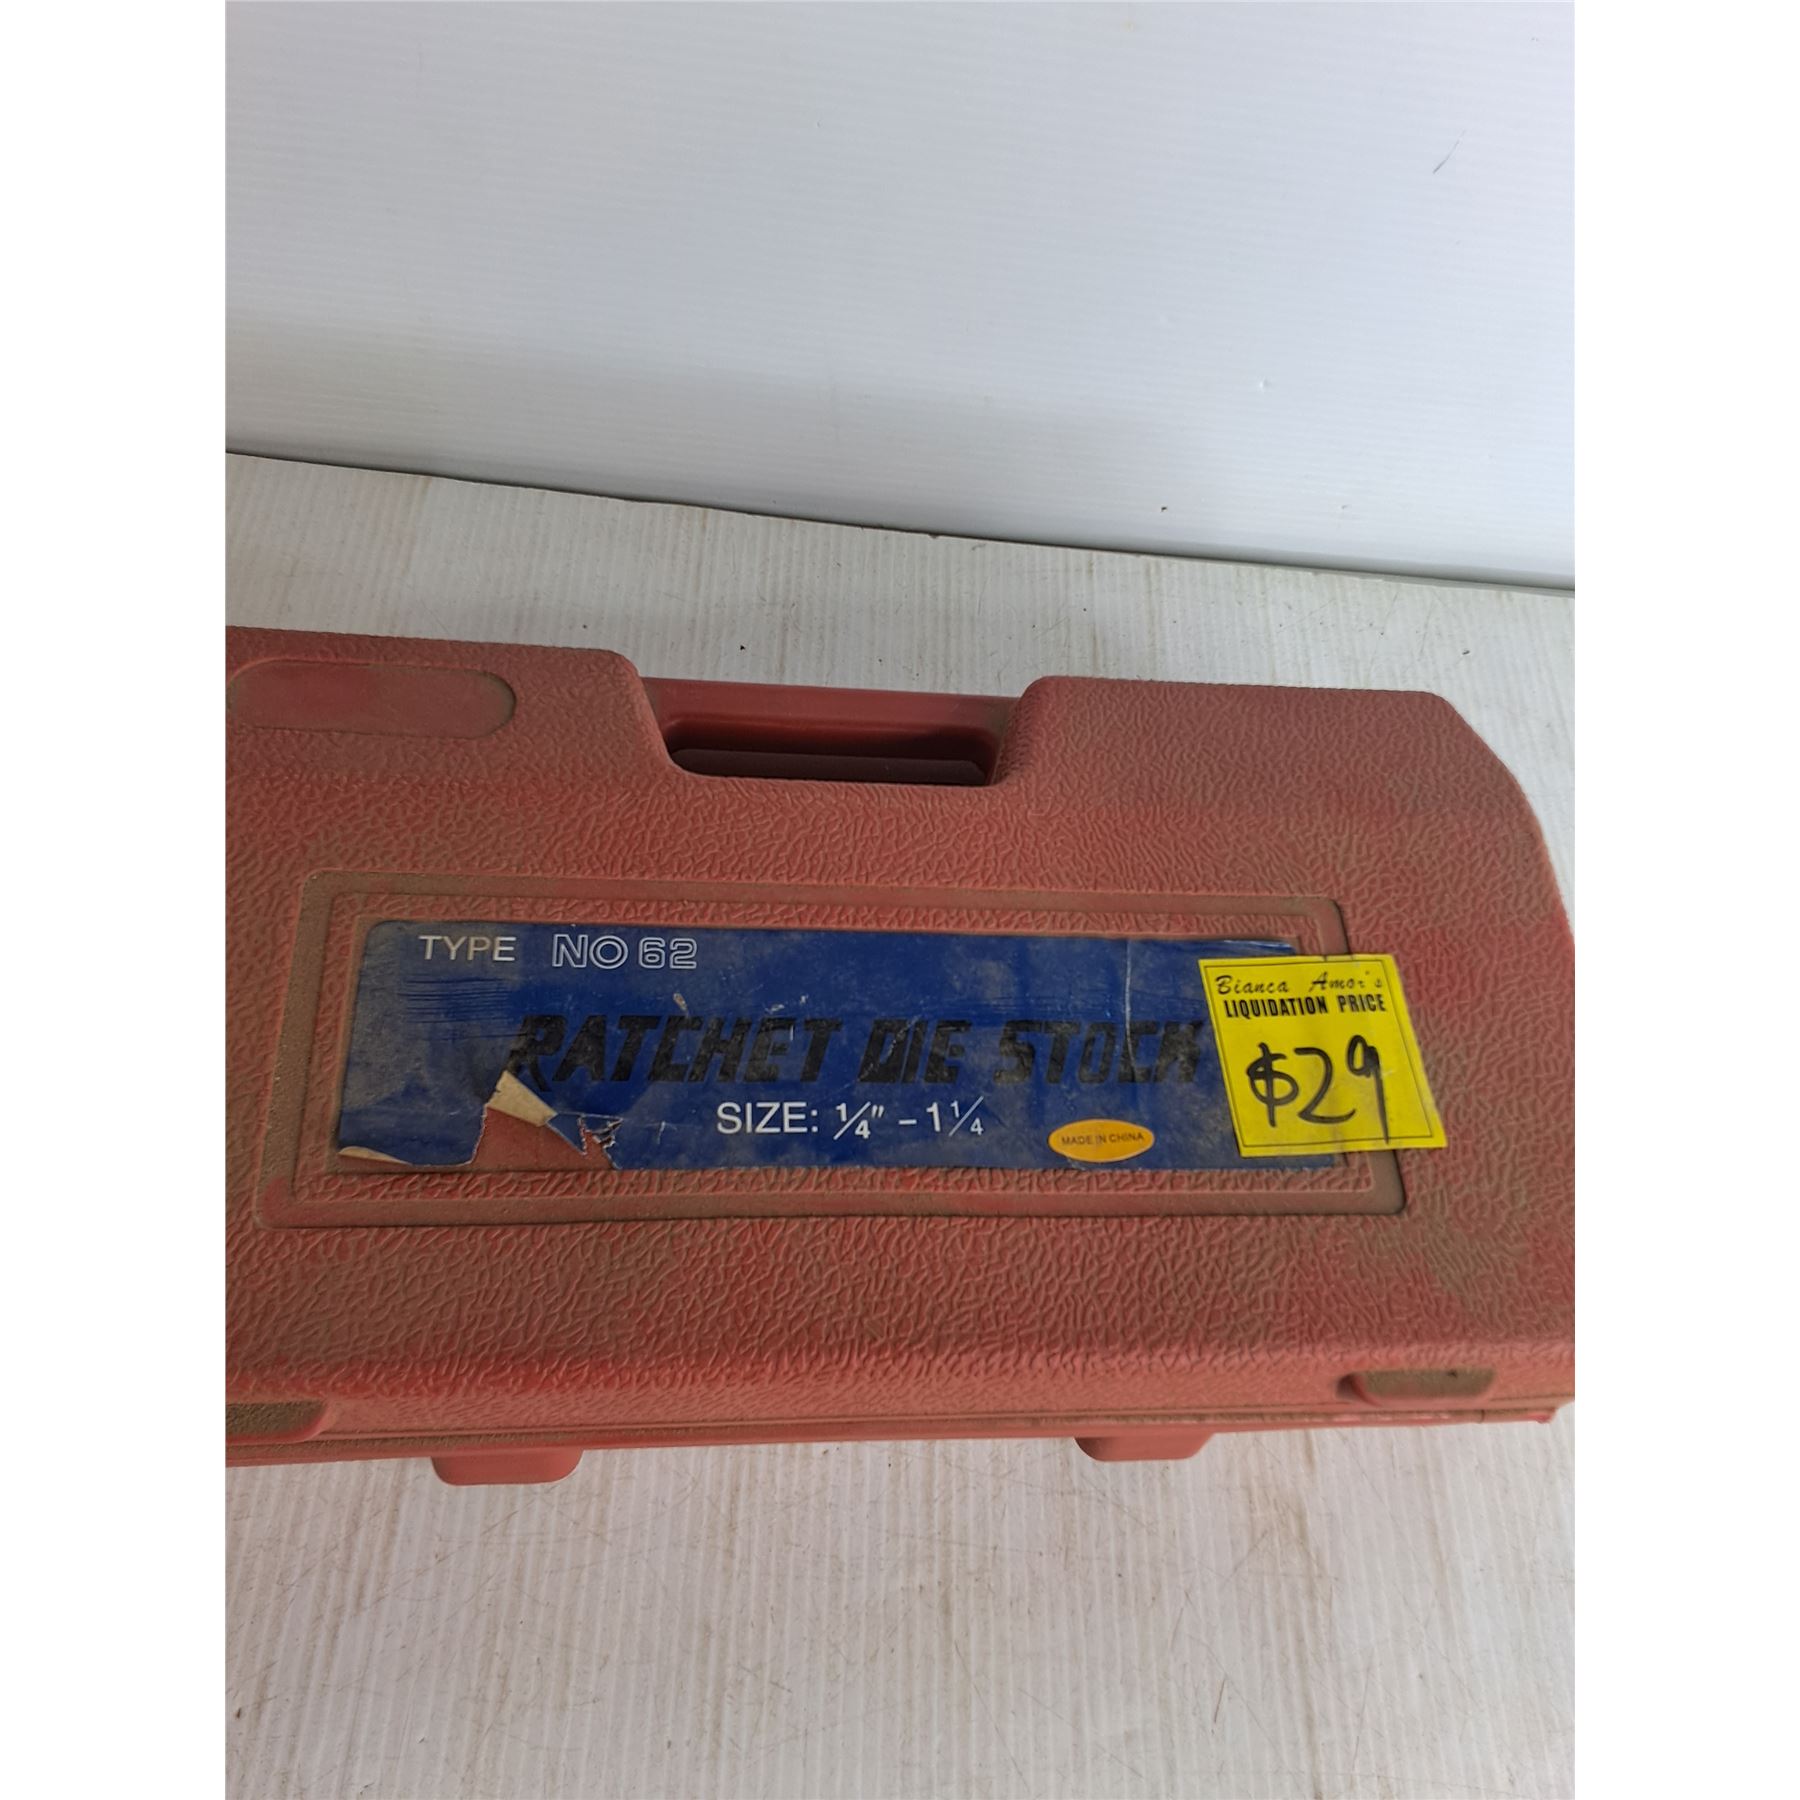 TYPE NO 62
RATCHET DIE STOCK
SIZE: 1/4" - 1 1/4
MADE IN CHINA
Bianca Amor's
LIQUIDATION PRICE
$29